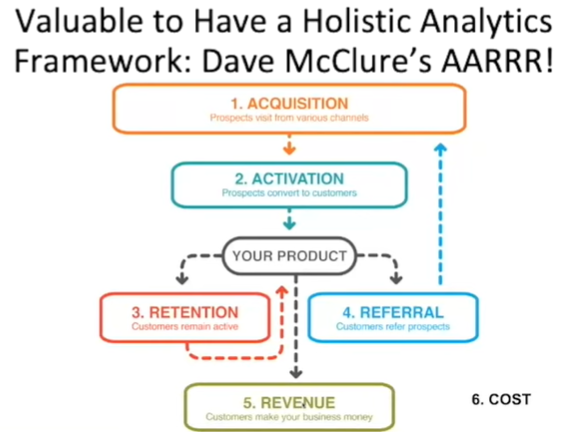 Valuable to Have a Holistic Analytics
Framework: Dave McClure's AARRR!
1. ACQUISITION
Prospects visit from various channels
2. ACTIVATION
Prospects convert to customers
YOUR PRODUCT
3. RETENTION
Customers remain active
4. REFERRAL
Customers refer prospects
5. REVENUE
Customers make your business money
6. COST